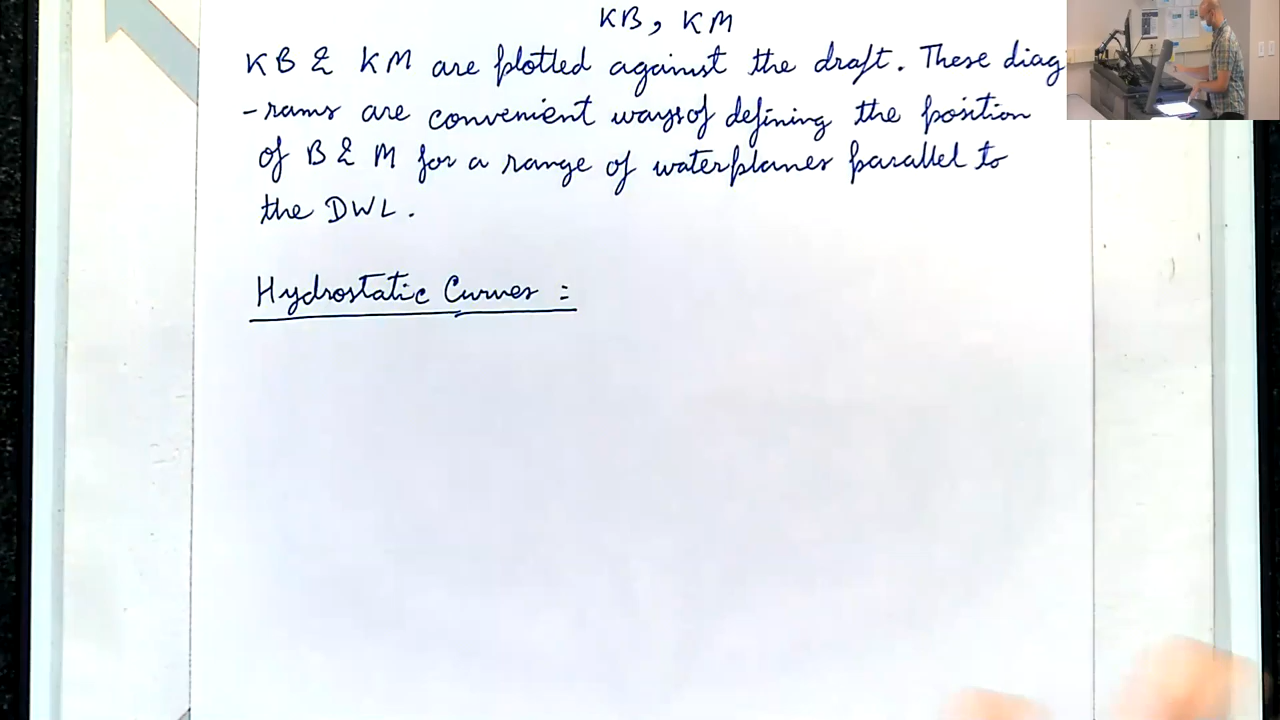 KB, KM
KB & KM are plotted against the draft. These diag
-rams are convenient ways of defining the position
of B & M for a range of waterplanes parallel to
the DWL.
Hydrostatic Curves :